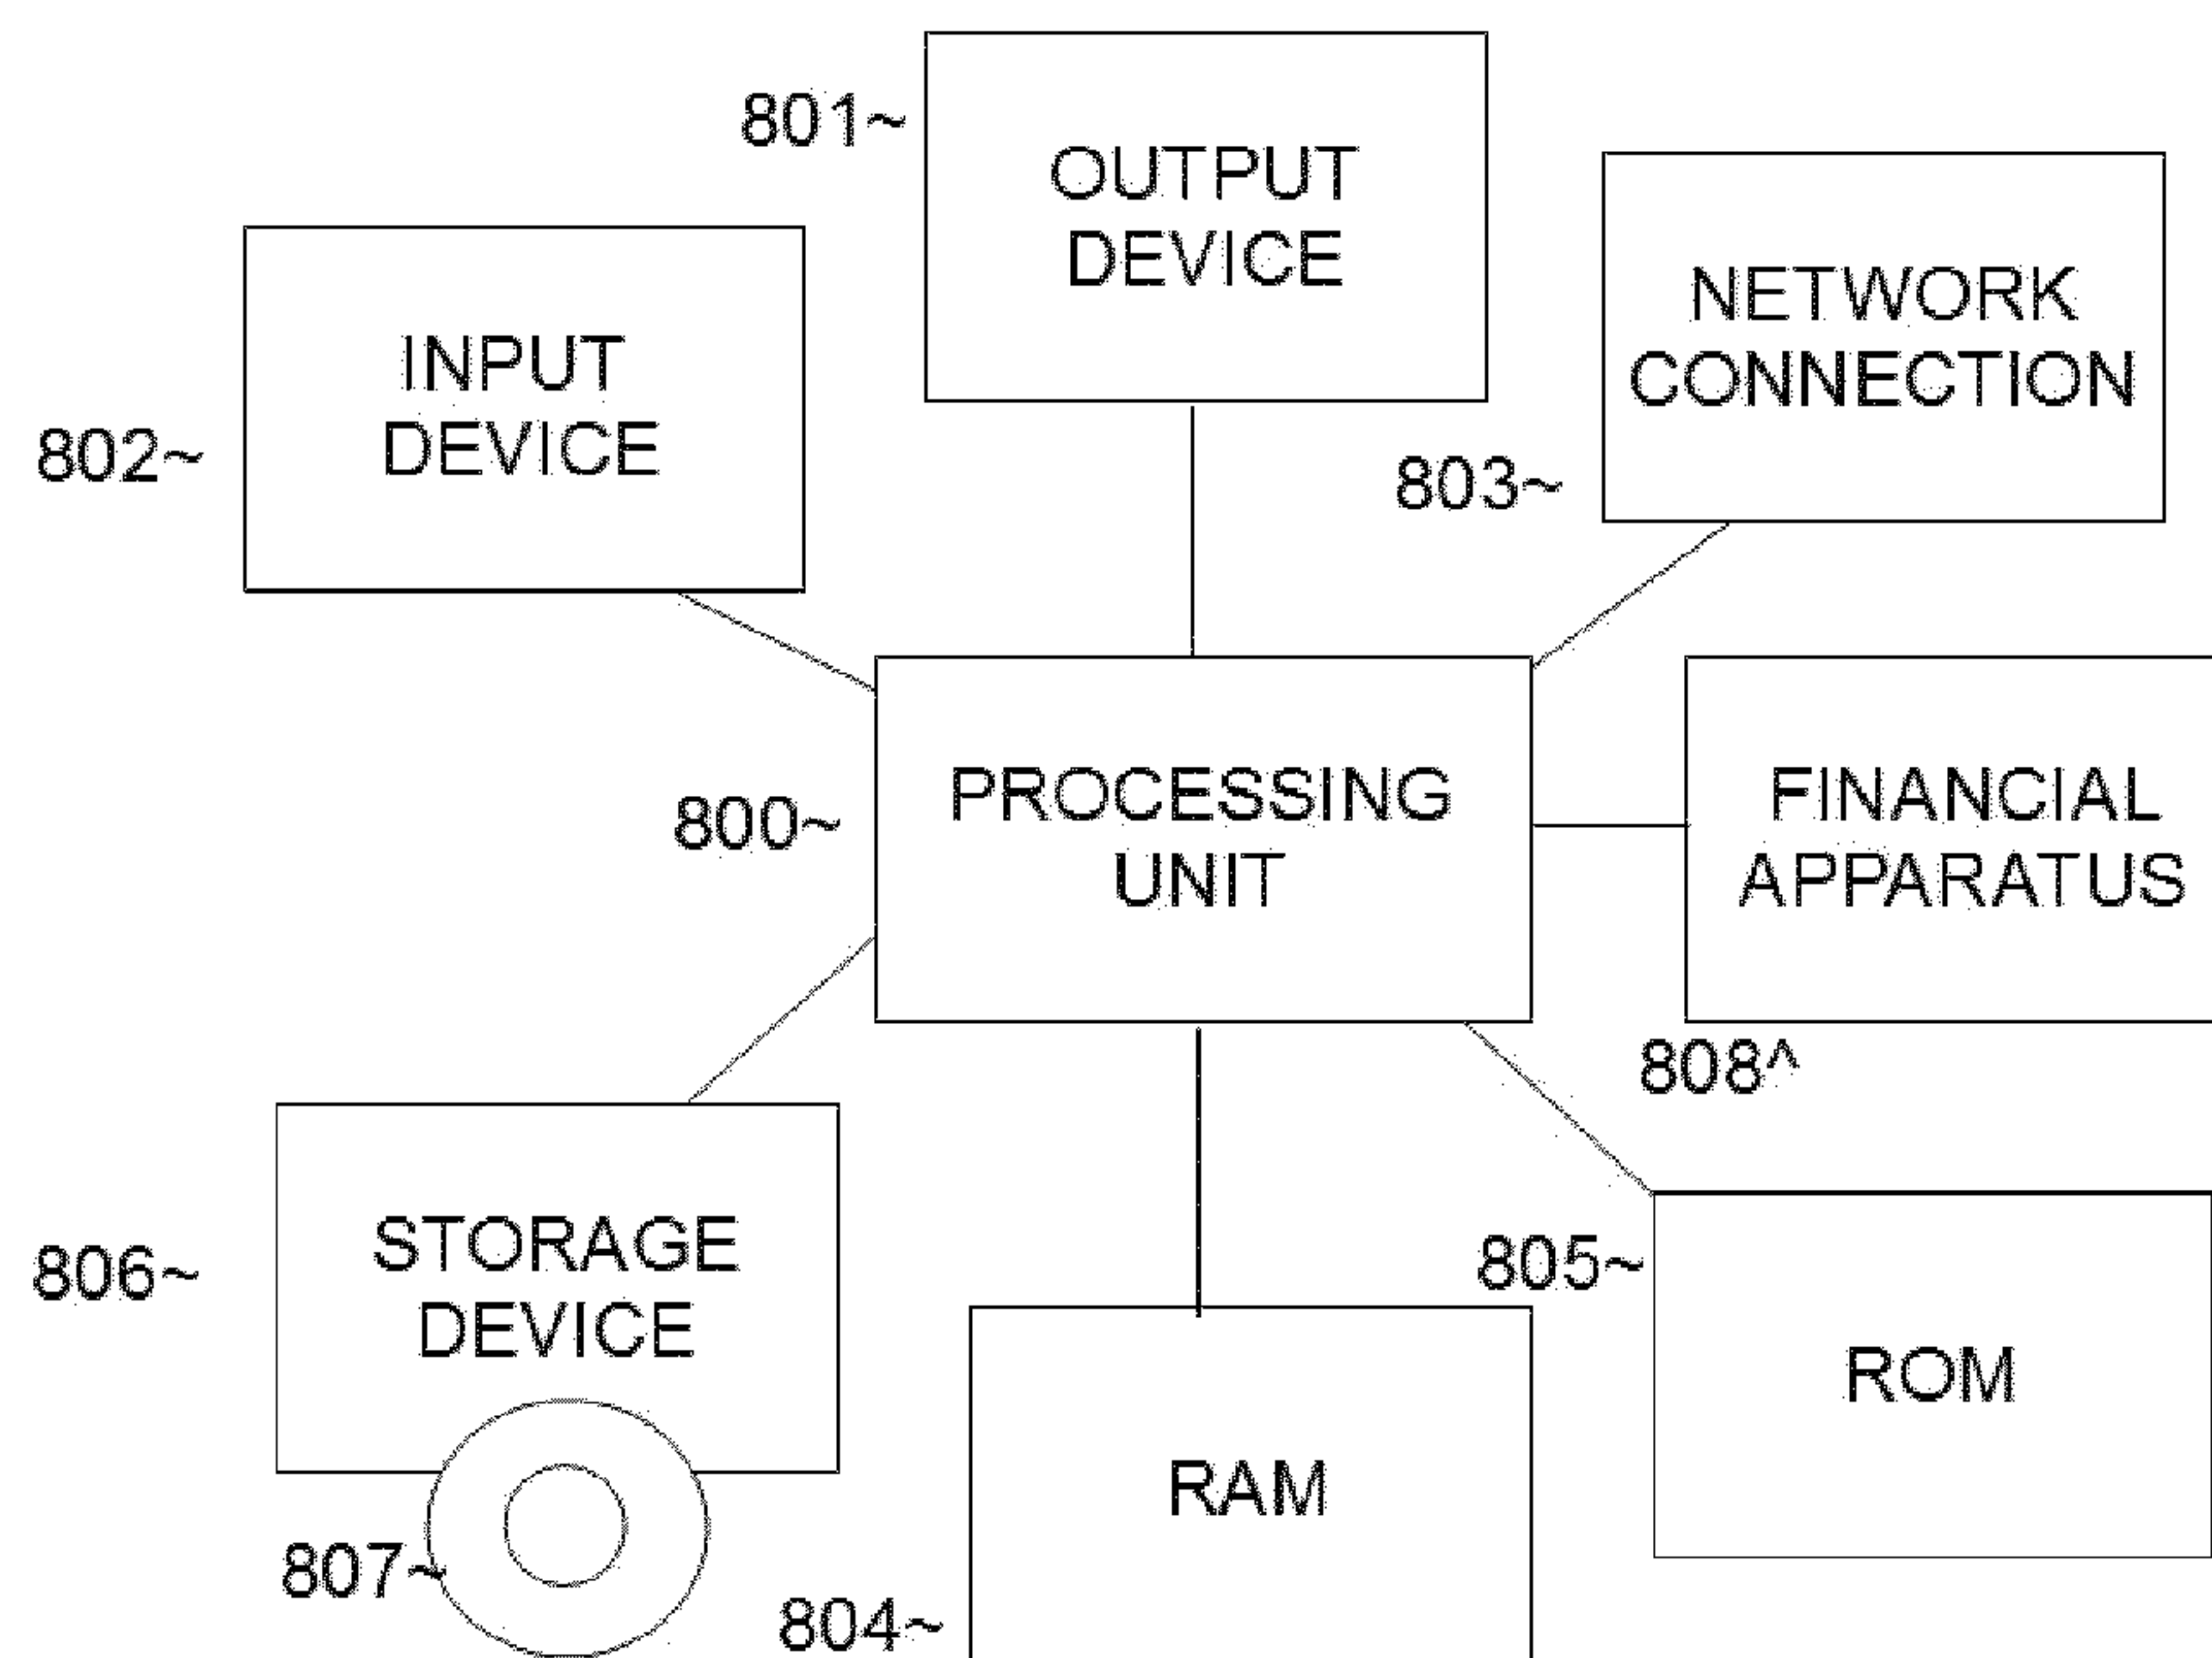 801~
OUTPUT
DEVICE
NETWORK
CONNECTION
INPUT
DEVICE
802~
803~
PROCESSING
UNIT
800~
FINANCIAL
APPARATUS
808^
STORAGE
DEVICE
806~
805~
ROM
RAM
807~
804~